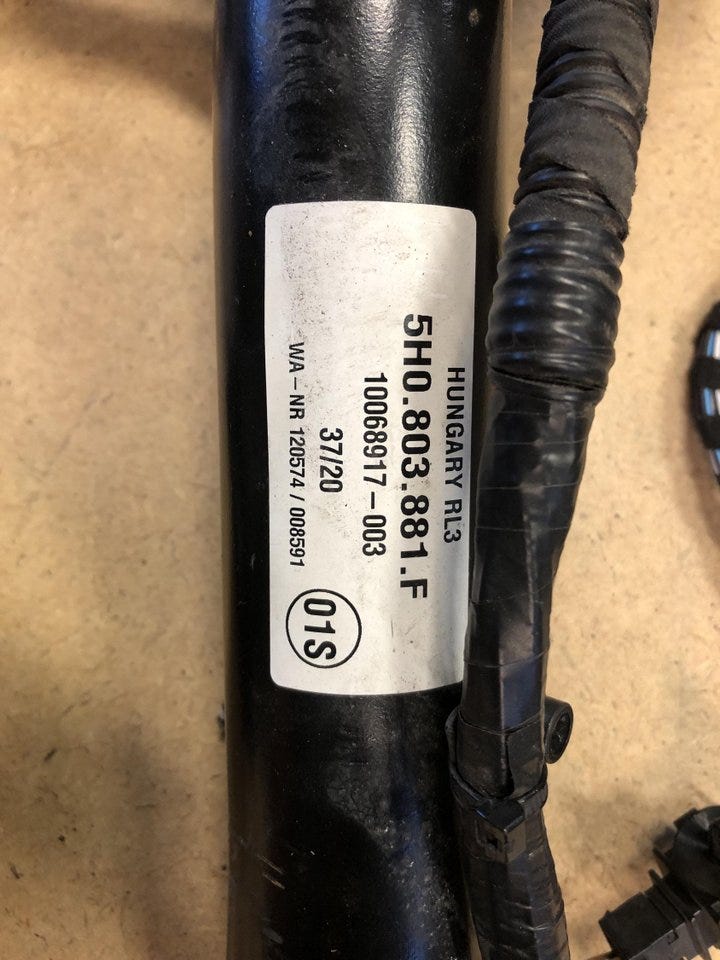 HUNGARY RL3
5H0.803.881.F
10068917-003
37/20
WA-NR 120574/008591
01S